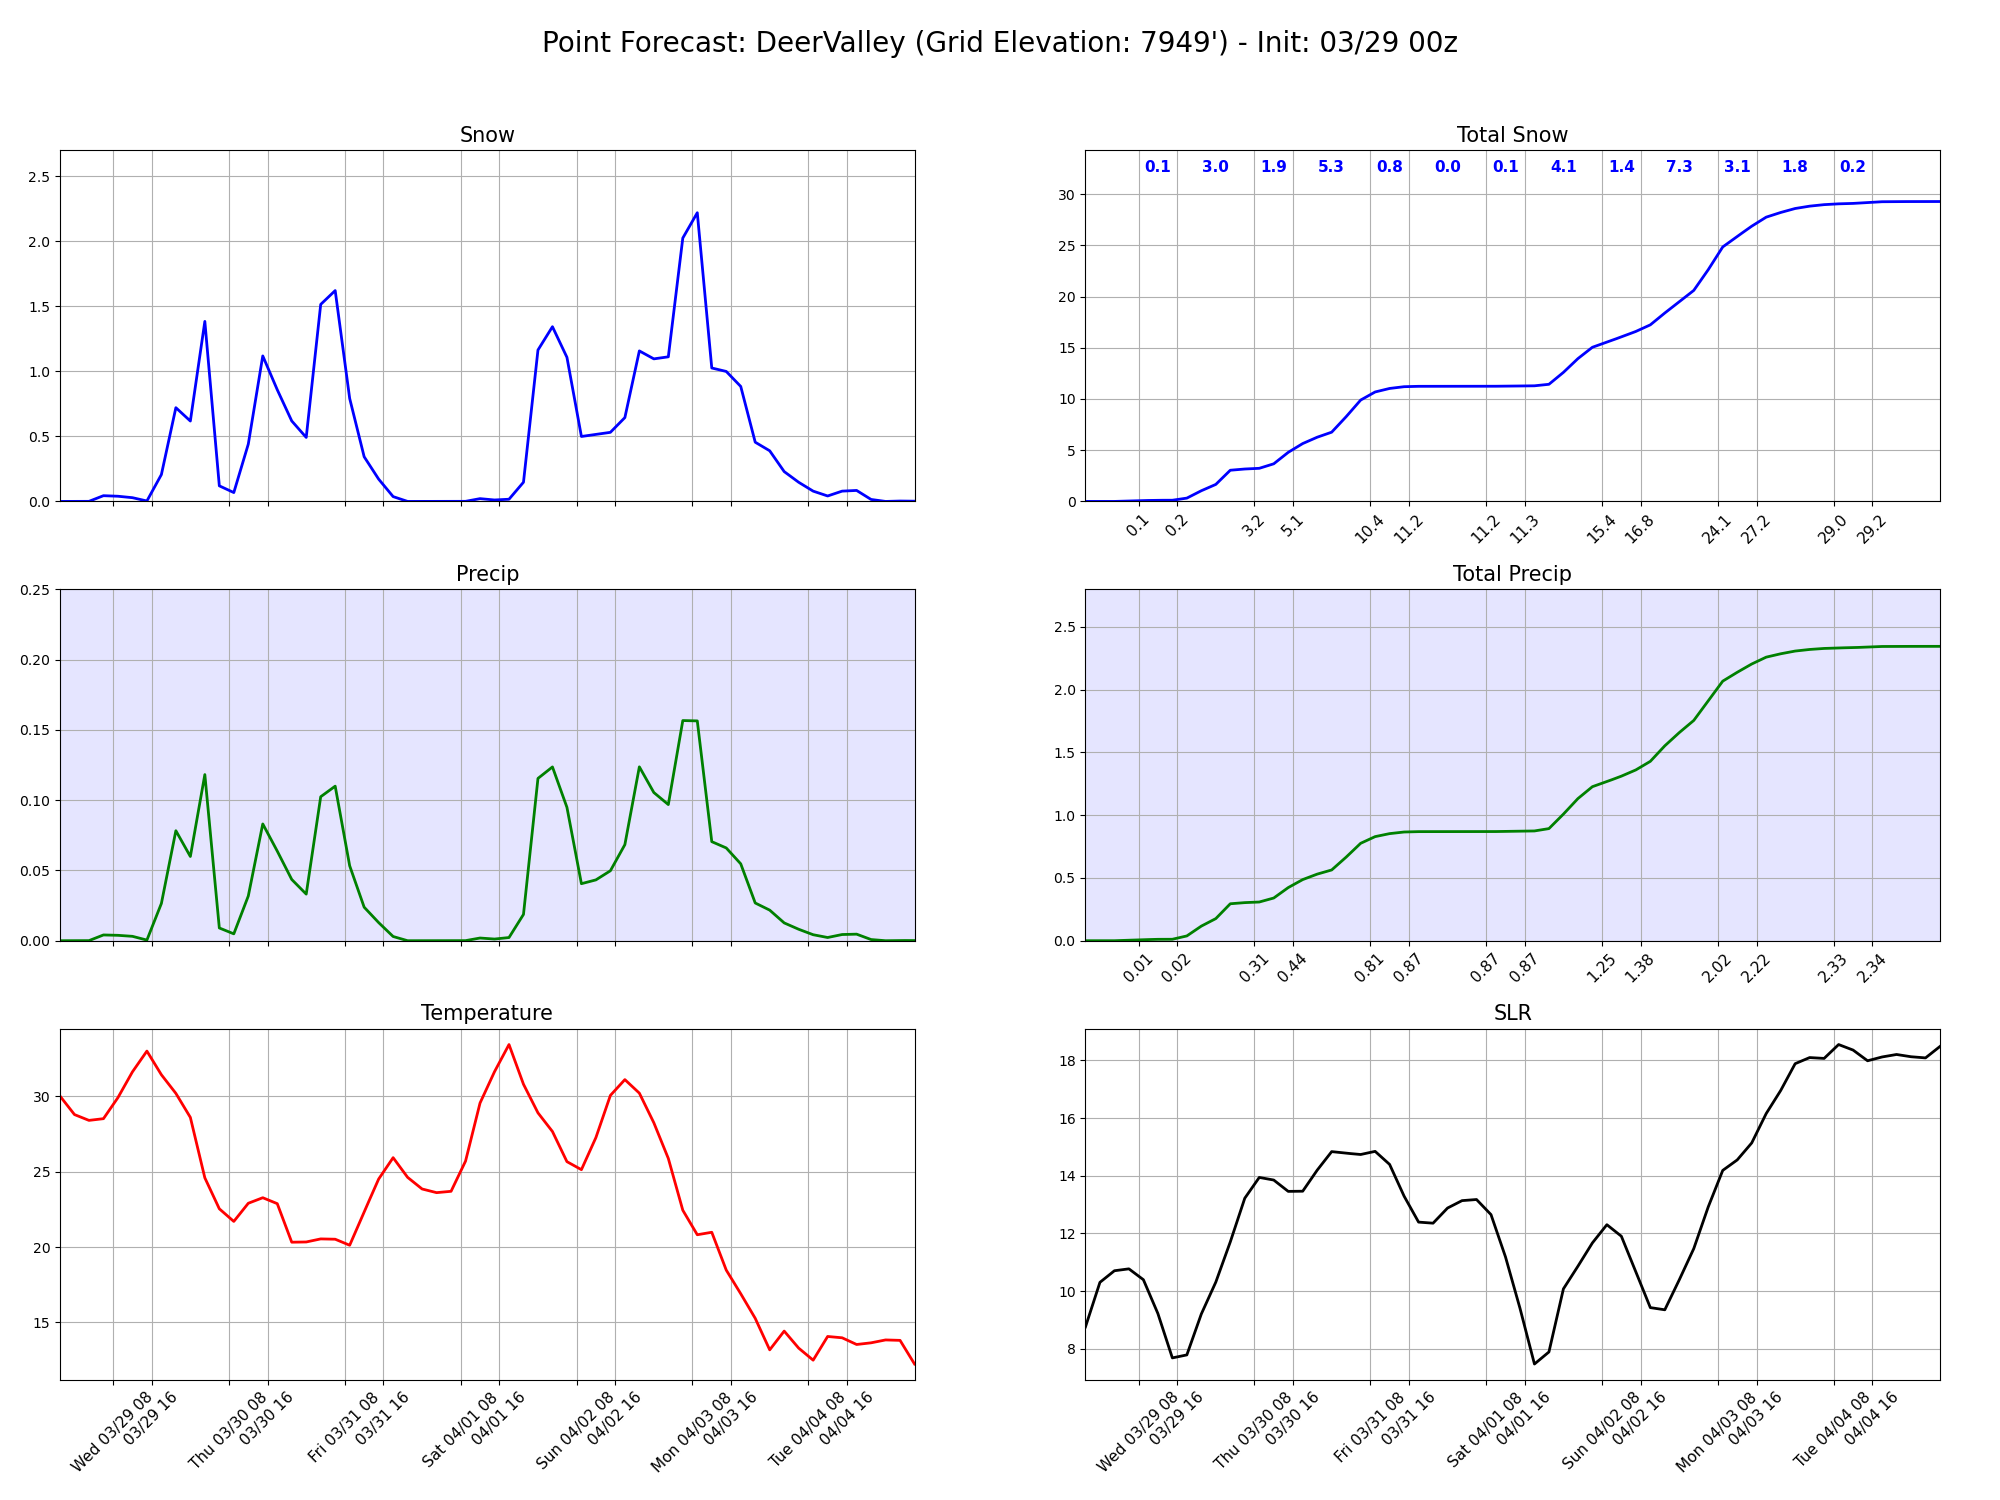 Point Forecast: DeerValley (Grid Elevation: 7949') - Init: 03/29 00z
Snow
2.5
2.0
1.5
1.0
0.5
0.0
Total Snow
0.1 3.0 1.9 5.3 0.8 0.0 0.1 4.1 1.4 7.3 3.1 1.8 0.2
30
25
20
15
10
5
0
0.1 0.2 3.2 5.1 10.4 11.2 11.2 11.3 15.4 16.8 24.1 27.2 29.0 29.2
Precip
0.25
0.20
0.15
0.10
0.05
0.00
Total Precip
2.5
2.0
1.5
1.0
0.5
0.0
0.01 0.02 0.31 0.44 0.81 0.87 0.87 0.87 1.25 1.38 2.02 2.22 2.33 2.34
Temperature
30
25
20
15
Wed 03/29 08
03/29 16
Thu 03/30 08
03/30 16
Fri 03/31 08
03/31 16
Sat 04/01 08
04/01 16
Sun 04/02 08
04/02 16
Mon 04/03 08
04/03 16
Tue 04/04 08
04/04 16
SLR
18
16
14
12
10
8
Wed 03/29 08
03/29 16
Thu 03/30 08
03/30 16
Fri 03/31 08
03/31 16
Sat 04/01 08
04/01 16
Sun 04/02 08
04/02 16
Mon 04/03 08
04/03 16
Tue 04/04 08
04/04 16